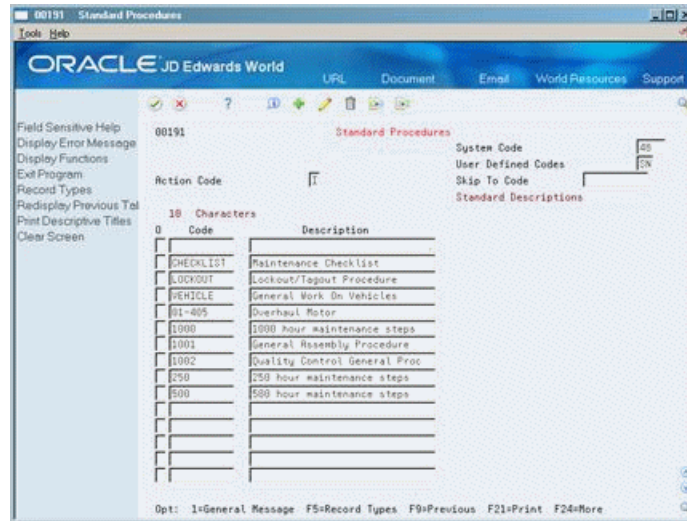 00191 Standard Procedures
Tools Help
ORACLE JD Edwards World
URL Document Email World Resources Support
Field Sensitive Help
Display Error Message
Display Functions
Exit Program
Record Types
Redisplay Previous Tal
Print Descriptive Titles
Clear Screen
00191 Standard Procedures
System Code
User Defined Codes SN
Action Code I Skip To Code
Standard Descriptions
10 Characters
O Code Description
CHECKLIST Maintenance Checklist
LOCKOUT Lockout/Tagout Procedure
VEHICLE General Work On Vehicles
01-405 Overhaul Motor
1000 1000 hour maintenance steps
1001 General Assembly Procedure
1002 Quality Control General Proc
250 250 hour maintenance steps
500 500 hour maintenance steps
Opt: 1=General Message F5=Record Types F9=Previous F21=Print F24=More